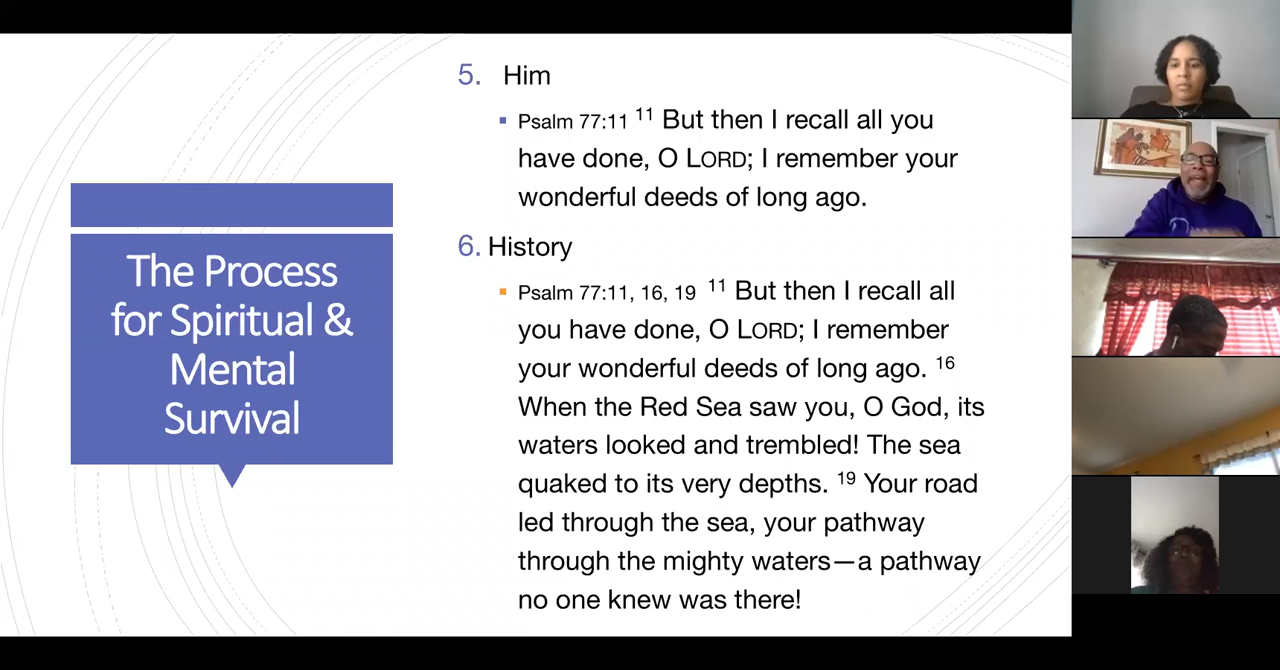 The Process
for Spiritual &
Mental
Survival
5. Him
▪ Psalm 77:11 ¹¹ But then I recall all you
have done, O LORD; I remember your
wonderful deeds of long ago.
6. History
▪ Psalm 77:11, 16, 19 ¹¹ But then I recall all
you have done, O LORD; I remember
your wonderful deeds of long ago. ¹⁶
When the Red Sea saw you, O God, its
waters looked and trembled! The sea
quaked to its very depths. ¹⁹ Your road
led through the sea, your pathway
through the mighty waters—a pathway
no one knew was there!